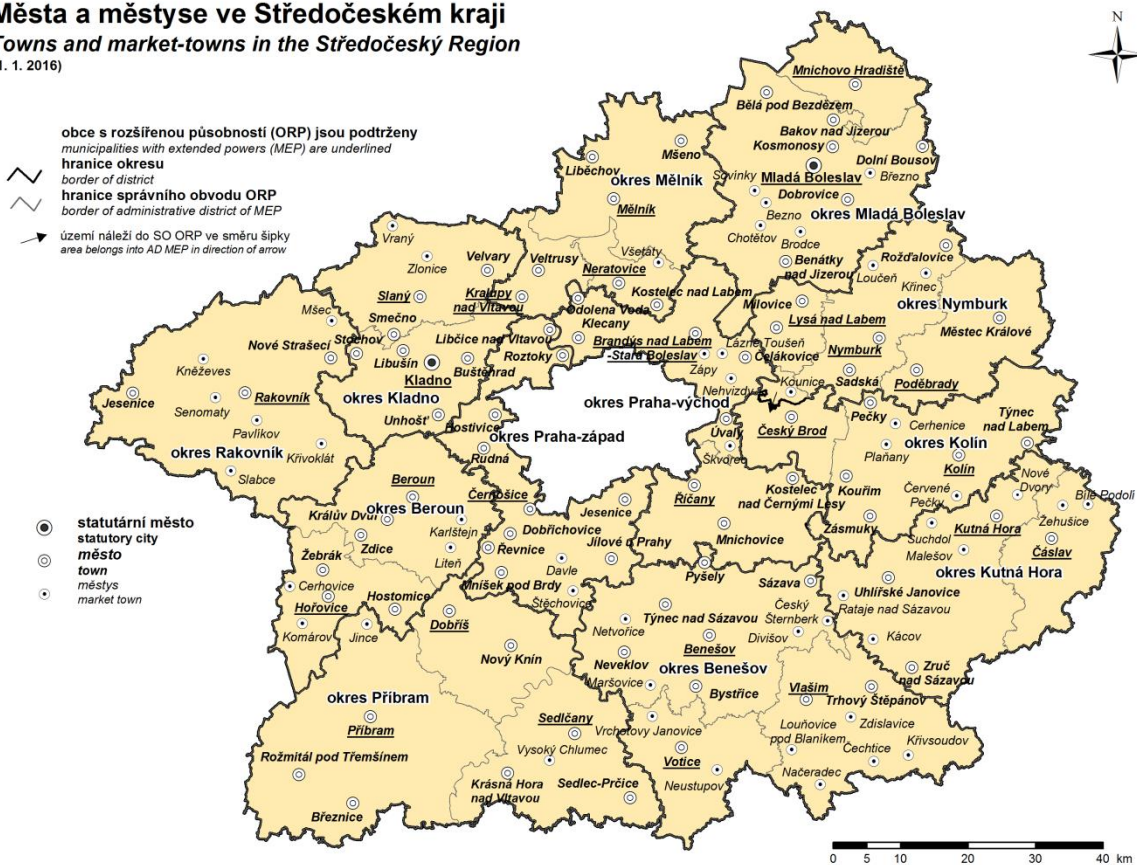 Města a městyse ve Středočeském kraji
Towns and market-towns in the Středočeský Region
1. 1. 2016)
N
obce s rozšířenou působností (ORP) jsou podtrženy
municipalities with extended powers (MEP) are underlined
hranice okresu
border of district
hranice správního obvodu ORP
border of administrative district of MEP
území náleží do SO ORP ve směru šipky
area belongs into AD MEP in direction of arrow
statutární město
statutory city
město
town
městys
market town
Mnichovo Hradiště
Bělá pod Bezdězem
Bakov nad Jizerou
Kosmonosy
Dolní Bousov
Mladá Boleslav
Březno
Sovinky
Dobrovice
Bezno
okres Mladá Boleslav
Chotětov
Brodce
Benátky
nad Jizerou
Mšeno
Liběchov
okres Mělník
Mělník
Všetaty
Veltrusy
Neratovice
Kralupy
nad Vltavou
Kostelec nad Labem
Vraný
Zlonice
Velvary
Slaný
Smečno
Stochov
Libušín
Kladno
Buštěhrad
okres Kladno
Unhošť
Mšec
Nové Strašecí
Kněževes
Jesenice
Rakovník
Senomaty
Pavlíkov
okres Rakovník
Křivoklát
Slabce
Odolena Voda
Klecany
Libčice nad Vltavou
Roztoky
Brandýs nad Labem
-Stará Boleslav
Lázně Toušeň
Čelákovice
Zápy
Nehvizdy
okres Praha-východ
Úvaly
Škvorec
Říčany
Kostelec
nad Černými Lesy
Mnichovice
Pyšely
Rožďalovice
Loučeň
Křinec
okres Nymburk
Milovice
Lysá nad Labem
Městec Králové
Nymburk
Sadská
Poděbrady
Kounice
Český Brod
Pečky
Cerhenice
Týnec
nad Labem
okres Kolín
Plaňany
Kolín
Kouřim
Červené
Pečky
Zásmuky
Nové
Dvory
Bílé Podolí
Žehušice
Kutná Hora
Suchdol
Malešov
Čáslav
okres Kutná Hora
Uhlířské Janovice
Rataje nad Sázavou
Kácov
Zruč
nad Sázavou
Hostivice
okres Praha-západ
Rudná
Černošice
Jesenice
Dobřichovice
Jílové u Prahy
Řevnice
Davle
Mníšek pod Brdy
Štěchovice
Beroun
Králův Dvůr
okres Beroun
Karlštejn
Zdice
Liteň
Žebrák
Cerhovice
Hořovice
Hostomice
Komárov
Jince
Dobříš
Nový Knín
okres Příbram
Příbram
Sedlčany
Rožmitál pod Třemšínem
Vysoký Chlumec
Krásná Hora
nad Vltavou
Sedlec-Prčice
Březnice
Sázava
Týnec nad Sázavou
Český
Šternberk
Netvořice
Divišov
Benešov
Neveklov
okres Benešov
Maršovice
Bystřice
Vlašim
Trhový Štěpánov
Vrchotovy Janovice
Louňovice
pod Blaníkem
Zdislavice
Votice
Čechtice
Křivsoudov
Neustupov
Načeradec
0 5 10 20 30 40 km